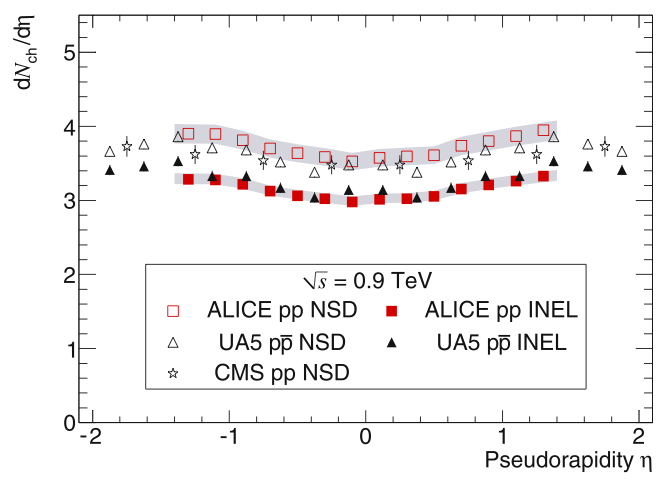 dN_ch/dη
5
4
3
2
1
0
√s = 0.9 TeV
ALICE pp NSD ALICE pp INEL
UA5 pp̅ NSD UA5 pp̅ INEL
CMS pp NSD
-2 -1 0 1 2
Pseudorapidity η